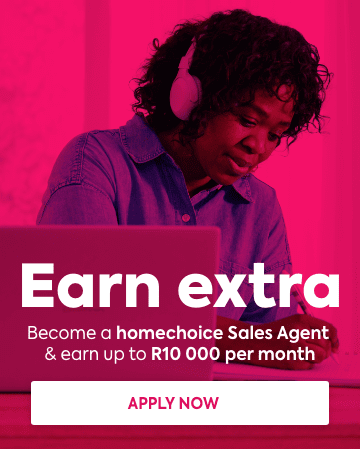 Earn extra
Become a homechoice Sales Agent
& earn up to R10 000 per month
APPLY NOW